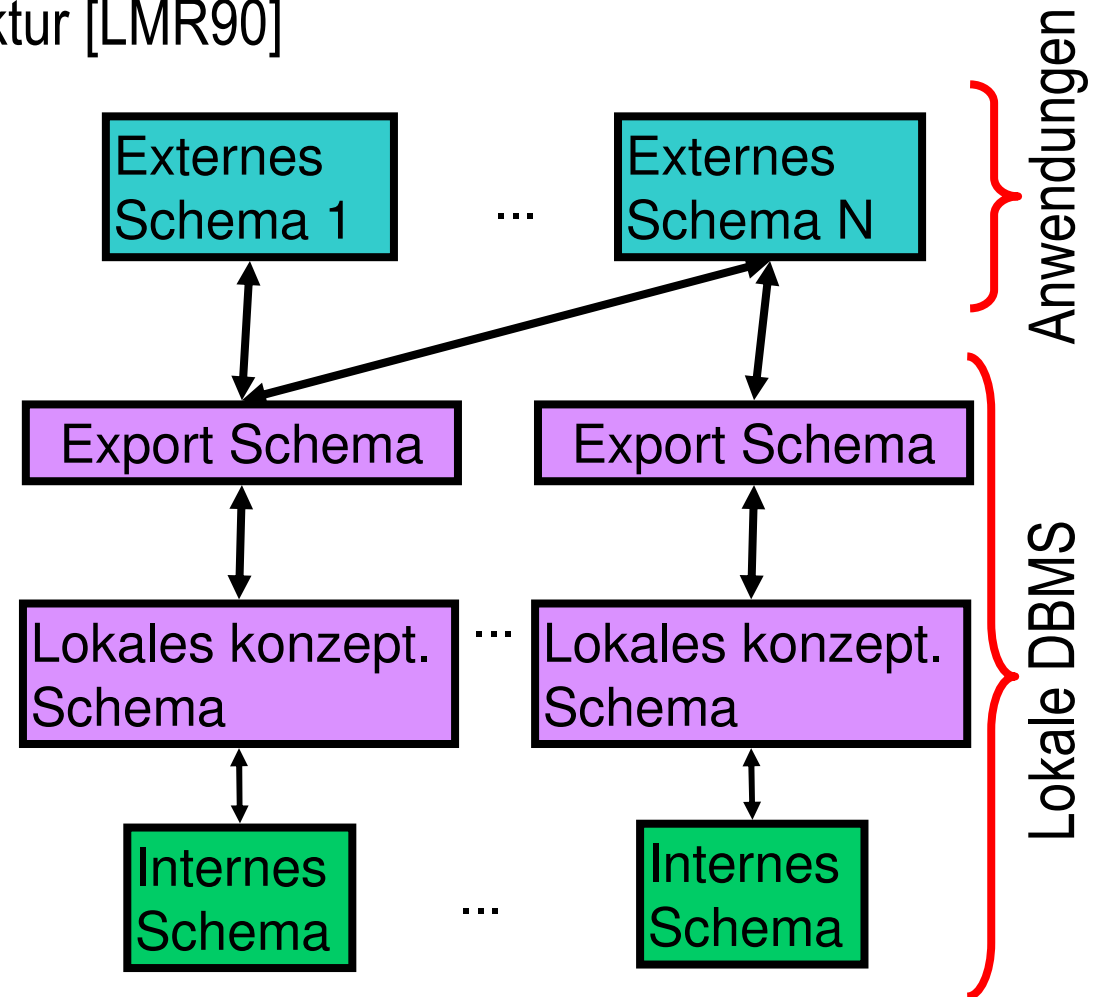 ktur [LMR90]
Externes
Schema 1
...
Externes
Schema N
Anwendungen
Export Schema
Export Schema
Lokales konzept.
Schema
...
Lokales konzept.
Schema
Lokale DBMS
Internes
Schema
...
Internes
Schema